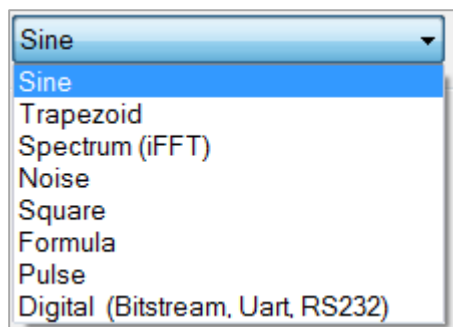 Sine
Sine
Trapezoid
Spectrum (iFFT)
Noise
Square
Formula
Pulse
Digital (Bitstream, Uart, RS232)